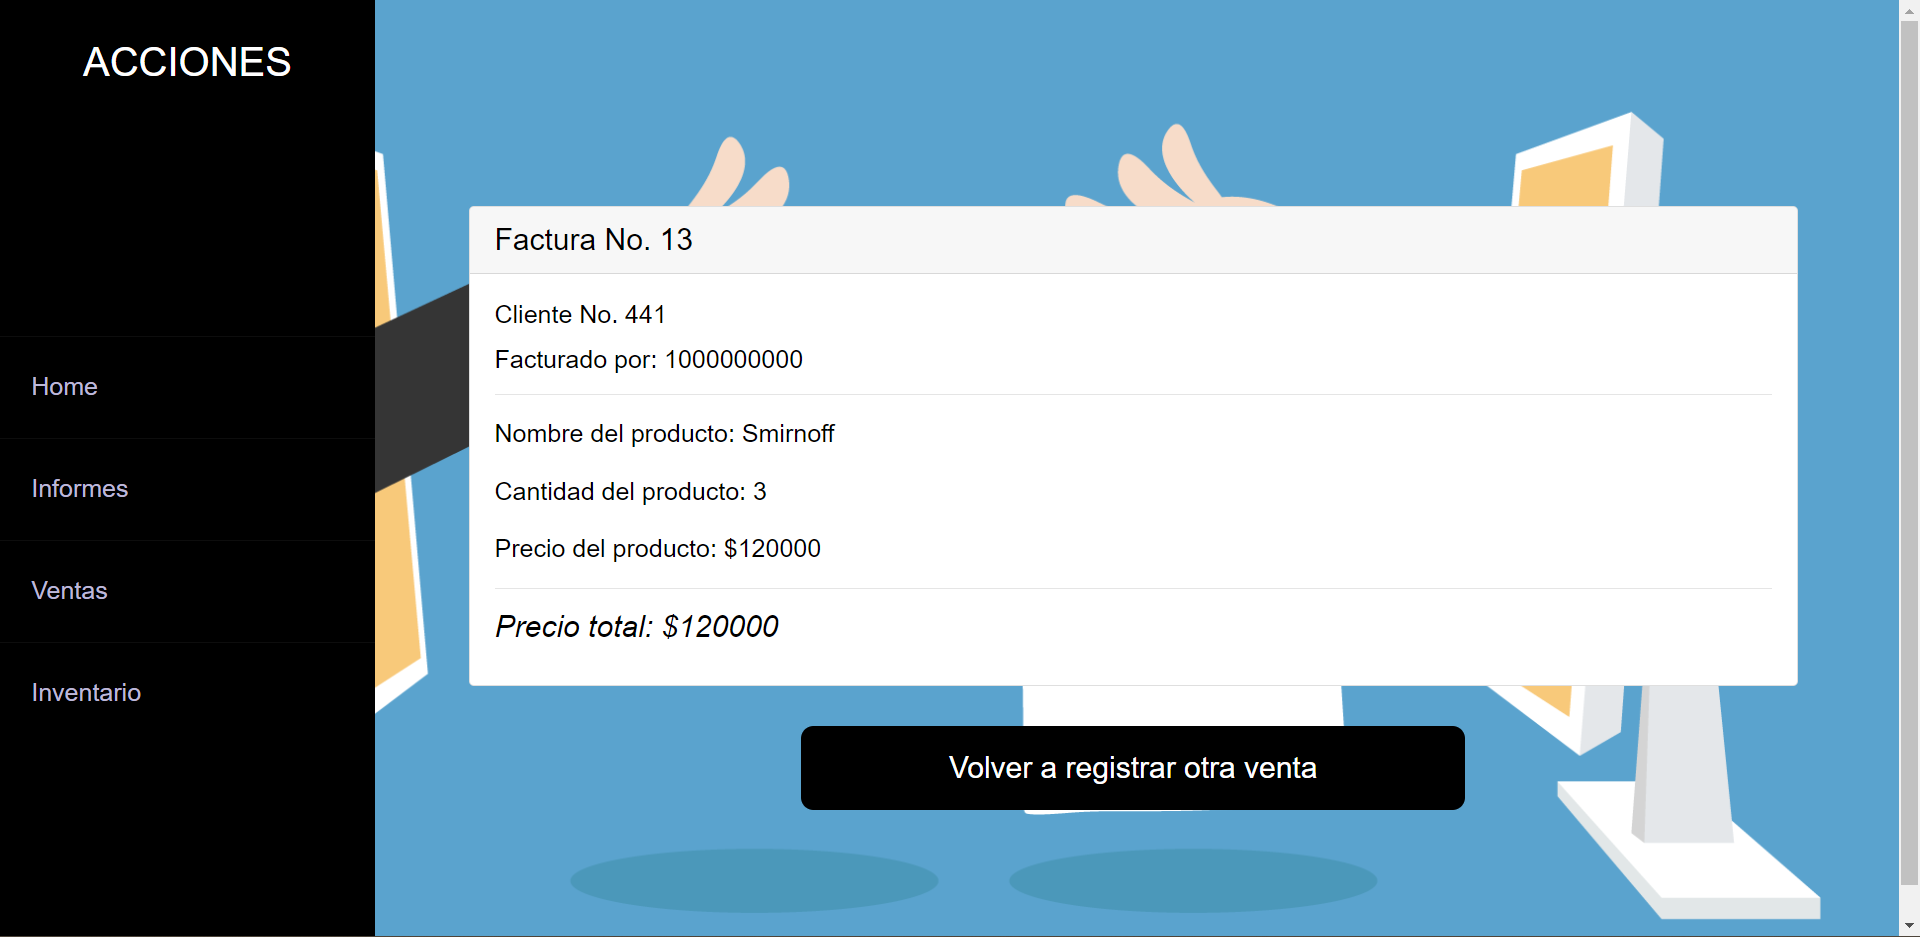 ACCIONES
Home
Informes
Ventas
Inventario
Factura No. 13
Cliente No. 441
Facturado por: 1000000000
Nombre del producto: Smirnoff
Cantidad del producto: 3
Precio del producto: $120000
Precio total: $120000
Volver a registrar otra venta